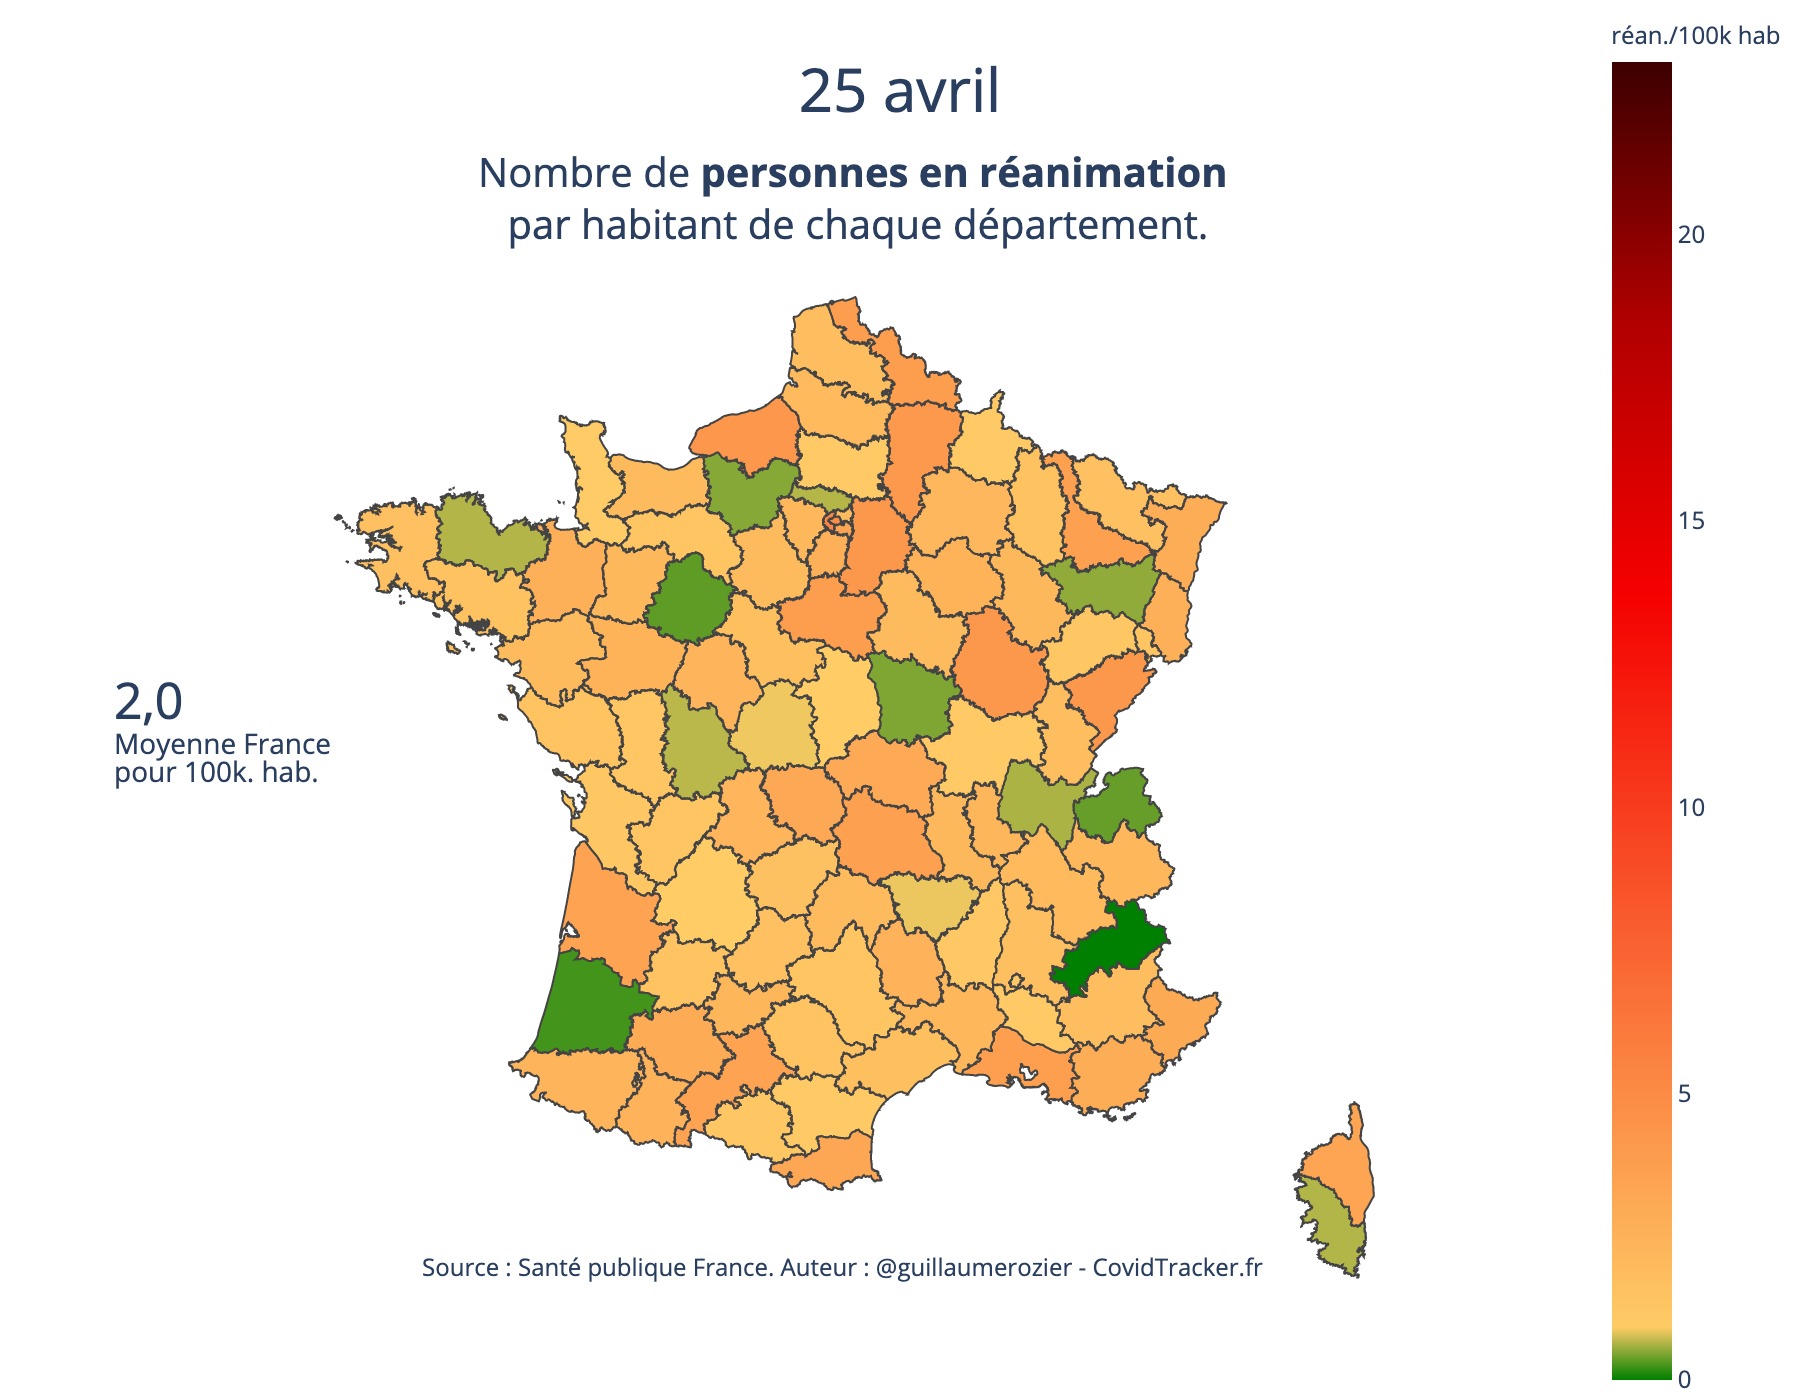 réan./100k hab
25 avril
Nombre de personnes en réanimation
par habitant de chaque département.
20
15
2,0
Moyenne France
pour 100k. hab.
10
5
Source : Santé publique France. Auteur : @guillaumerozier - CovidTracker.fr
0